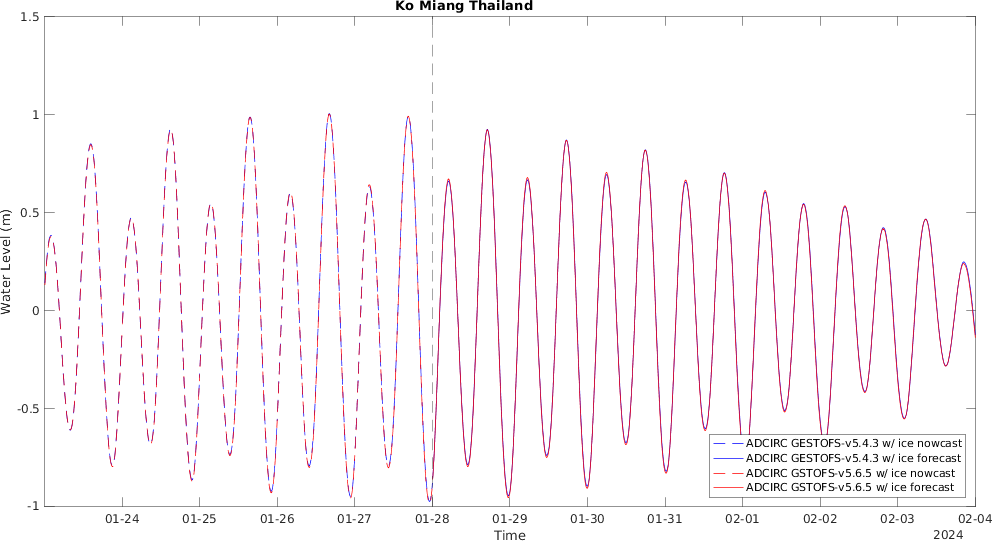 Ko Miang Thailand
1.5
1
0.5
0
-0.5
-1
Water Level (m)
01-24 01-25 01-26 01-27 01-28 01-29 01-30 01-31 02-01 02-02 02-03 02-04
Time
2024
ADCIRC GESTOFS-v5.4.3 w/ ice nowcast
ADCIRC GESTOFS-v5.4.3 w/ ice forecast
ADCIRC GSTOFS-v5.6.5 w/ ice nowcast
ADCIRC GSTOFS-v5.6.5 w/ ice forecast